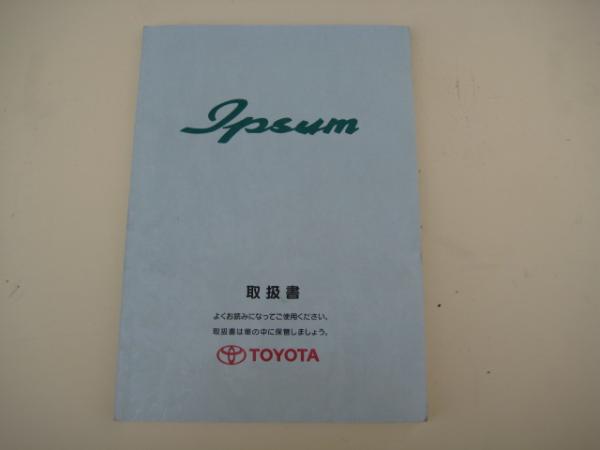 Ipsum
取扱書
よくお読みになってご使用ください。
取扱書は車の中に保管しましょう。
TOYOTA